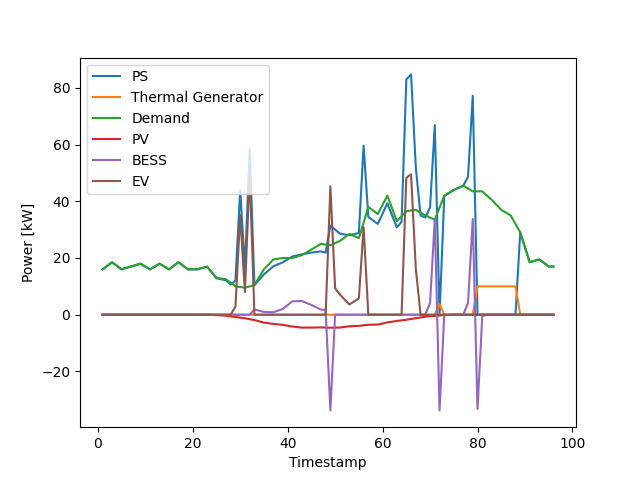 PS
Thermal Generator
Demand
PV
BESS
EV
80
60
40
20
0
−20
Power [kW]
0 20 40 60 80 100
Timestamp